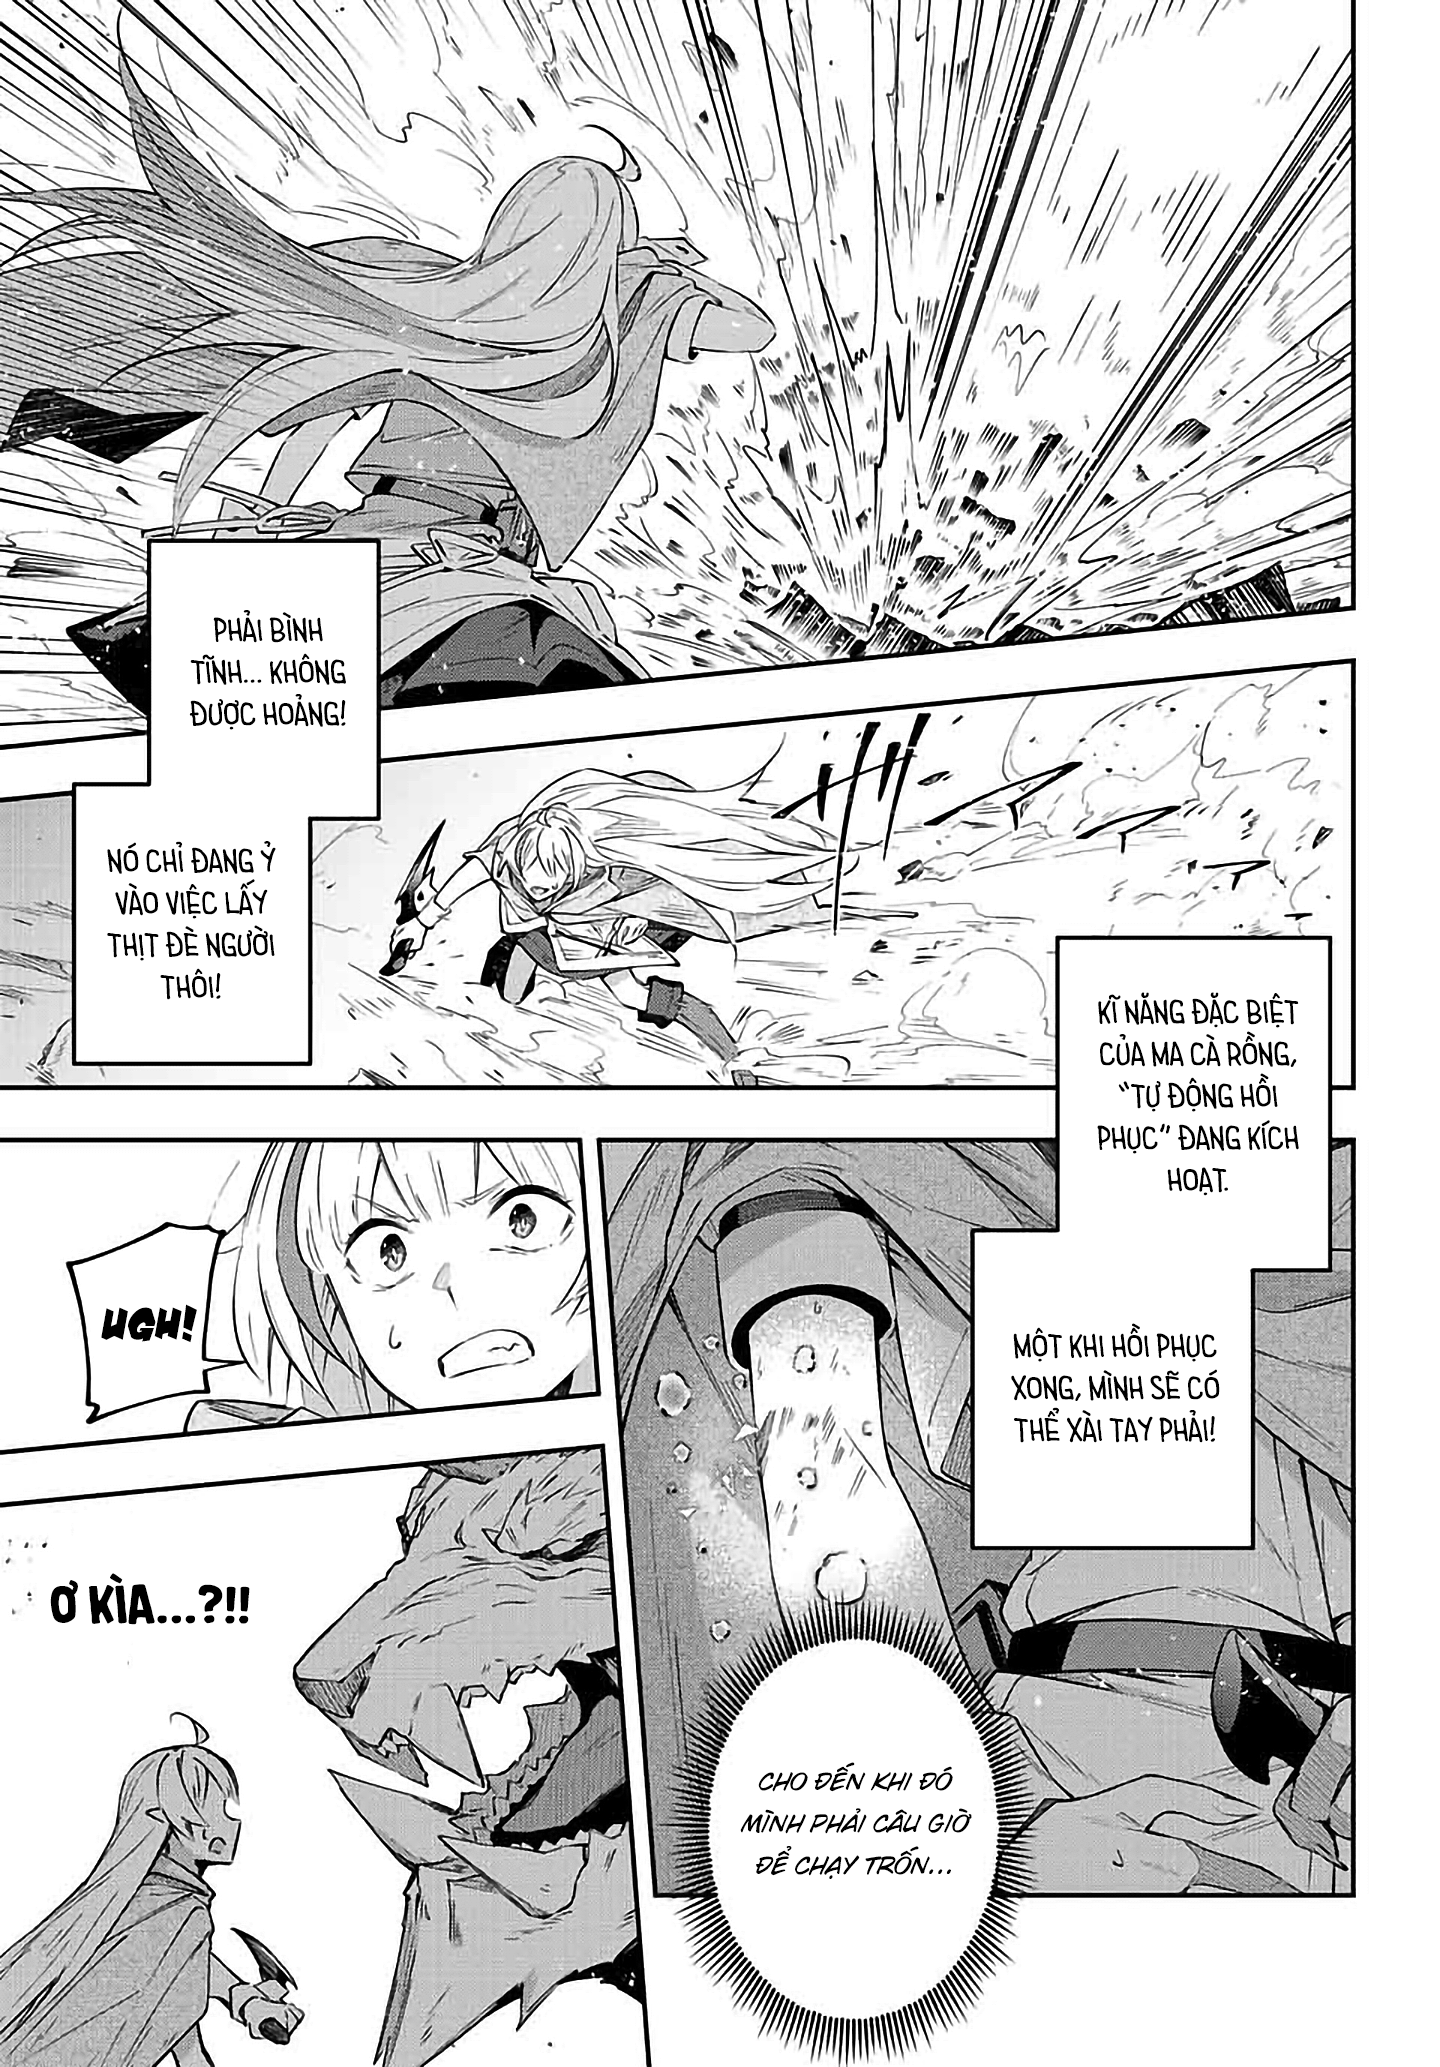 PHẢI BÌNH
TĨNH... KHÔNG
ĐƯỢC HOẢNG!
NÓ CHỈ ĐANG Ỷ
VÀO VIỆC LẤY
THỊT ĐÈ NGƯỜI
THÔI!
KĨ NĂNG ĐẶC BIỆT
CỦA MA CÀ RỒNG,
"TỰ ĐỘNG HỒI
PHỤC" ĐANG KÍCH
HOẠT.
MỘT KHI HỒI PHỤC
XONG, MÌNH SẼ CÓ
THỂ XÀI TAY PHẢI!
CHO ĐẾN KHI ĐÓ
MÌNH PHẢI CÂU GIỜ
ĐỂ CHẠY TRỐN...
UGH!
Ơ KÌA...?!!